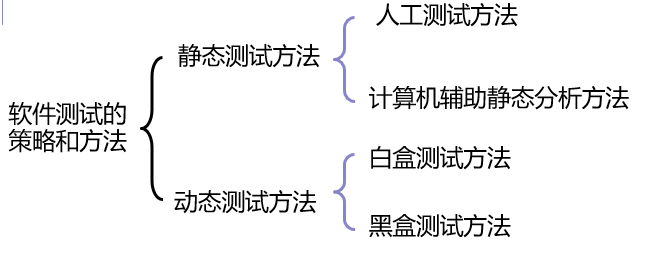 软件测试的
策略和方法
静态测试方法
人工测试方法
计算机辅助静态分析方法
动态测试方法
白盒测试方法
黑盒测试方法